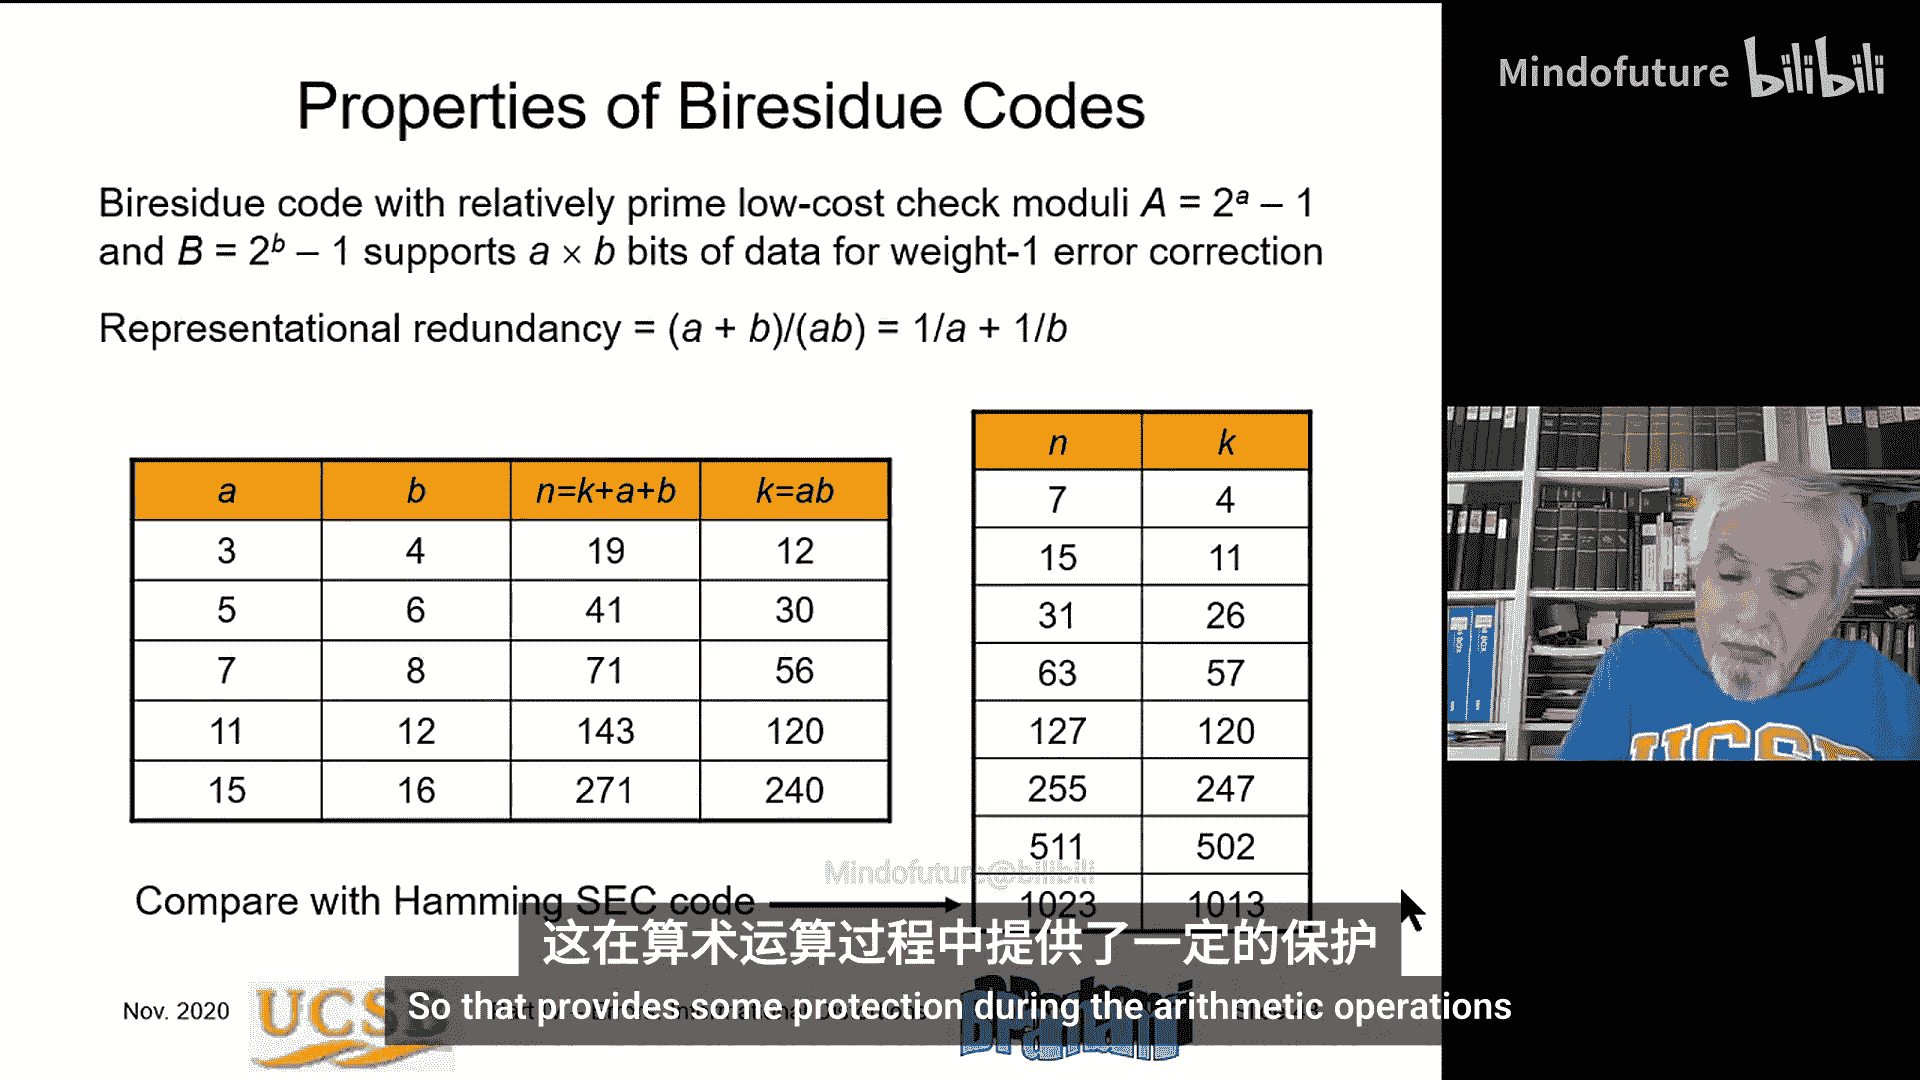 Properties of Biresidue Codes
Biresidue code with relatively prime low-cost check moduli A = 2ᵃ – 1
and B = 2ᵇ – 1 supports a × b bits of data for weight-1 error correction
Representational redundancy = (a + b)/(ab) = 1/a + 1/b
a b n=k+a+b k=ab
3 4 19 12
5 6 41 30
7 8 71 56
11 12 143 120
15 16 271 240
n k
7 4
15 11
31 26
63 57
127 120
255 247
511 502
1023 1013
Compare with Hamming SEC code
Mindofuture@bilibili
这在算术运算过程中提供了一定的保护
So that provides some protection during the arithmetic operations
Nov. 2020
UCSB
B. Parhami
Mindofuture bilibili
UCSB